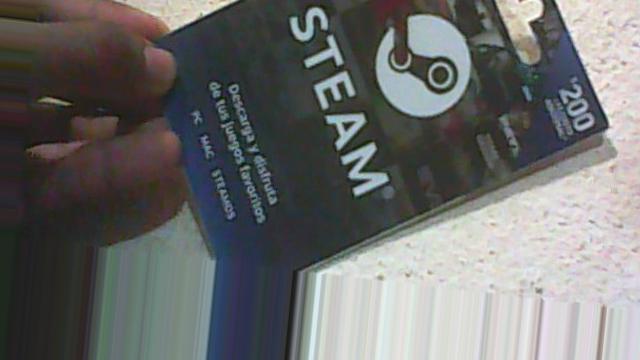 STEAM®
$200
Descarga y disfruta
de tus juegos favoritos
PC MAC STEAMOS